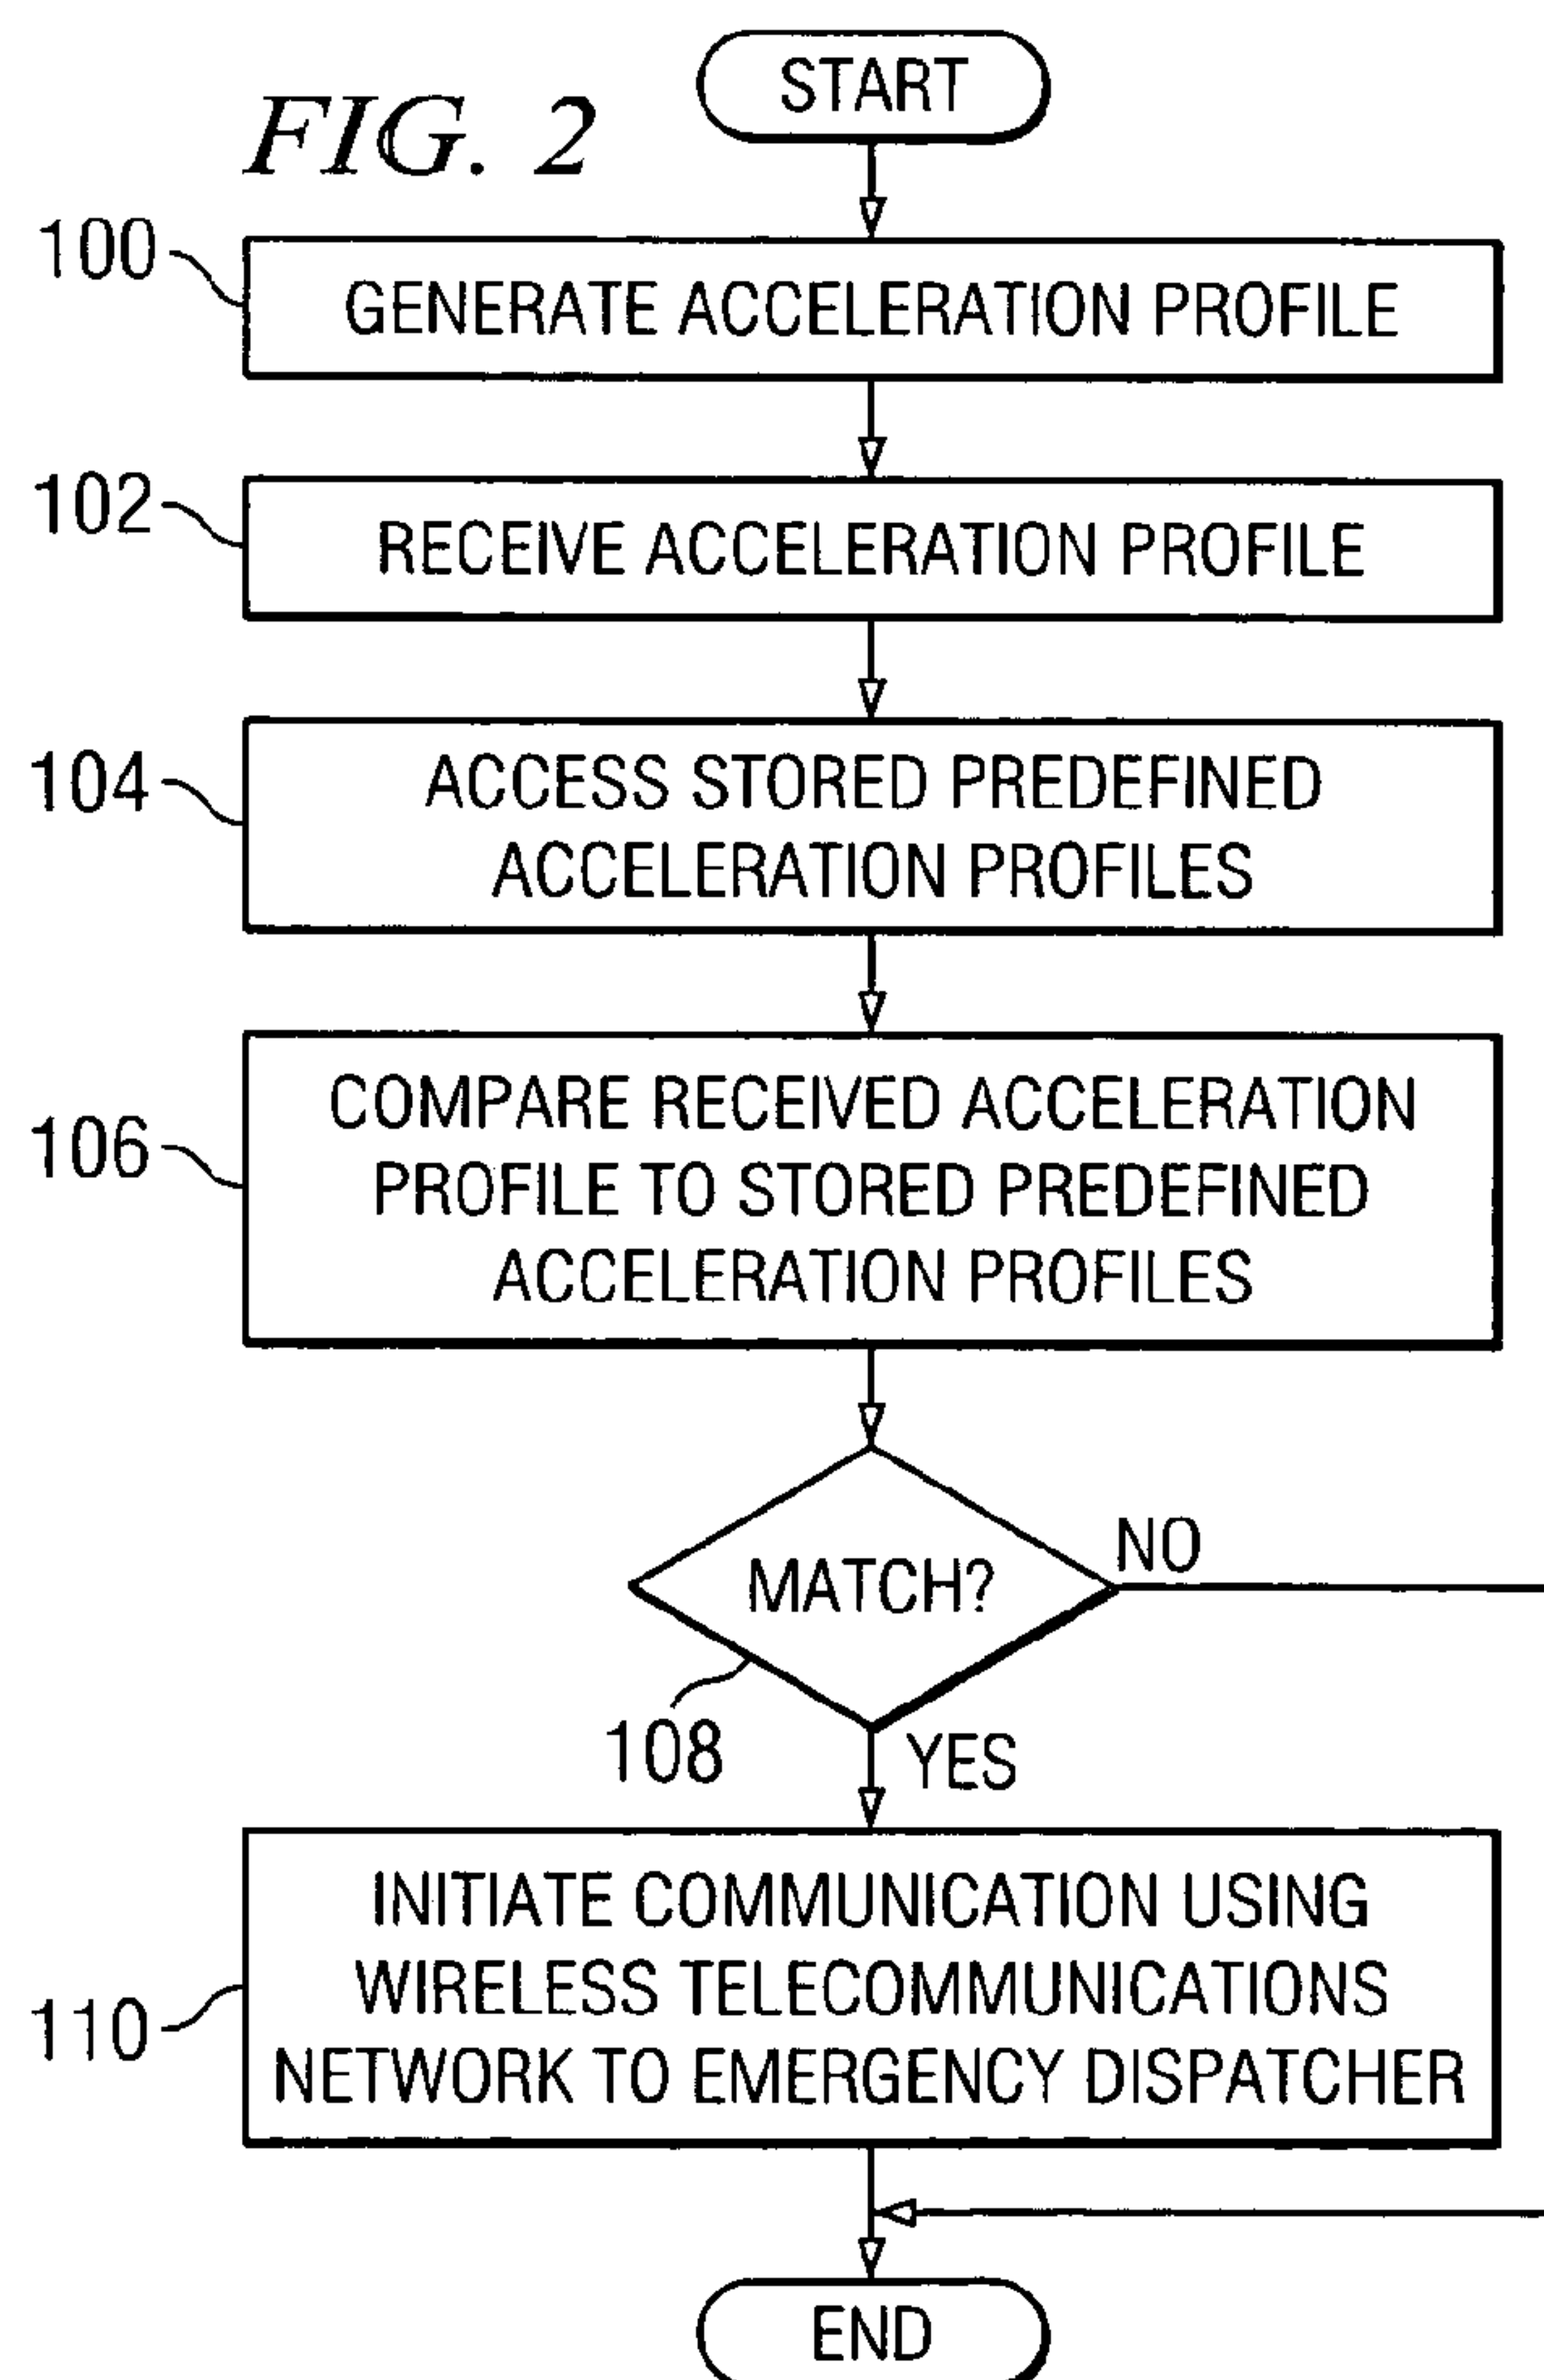 START
FIG. 2
100
GENERATE ACCELERATION PROFILE
102
RECEIVE ACCELERATION PROFILE
104
ACCESS STORED PREDEFINED
ACCELERATION PROFILES
106
COMPARE RECEIVED ACCELERATION
PROFILE TO STORED PREDEFINED
ACCELERATION PROFILES
MATCH?
NO
108
YES
110
INITIATE COMMUNICATION USING
WIRELESS TELECOMMUNICATIONS
NETWORK TO EMERGENCY DISPATCHER
END